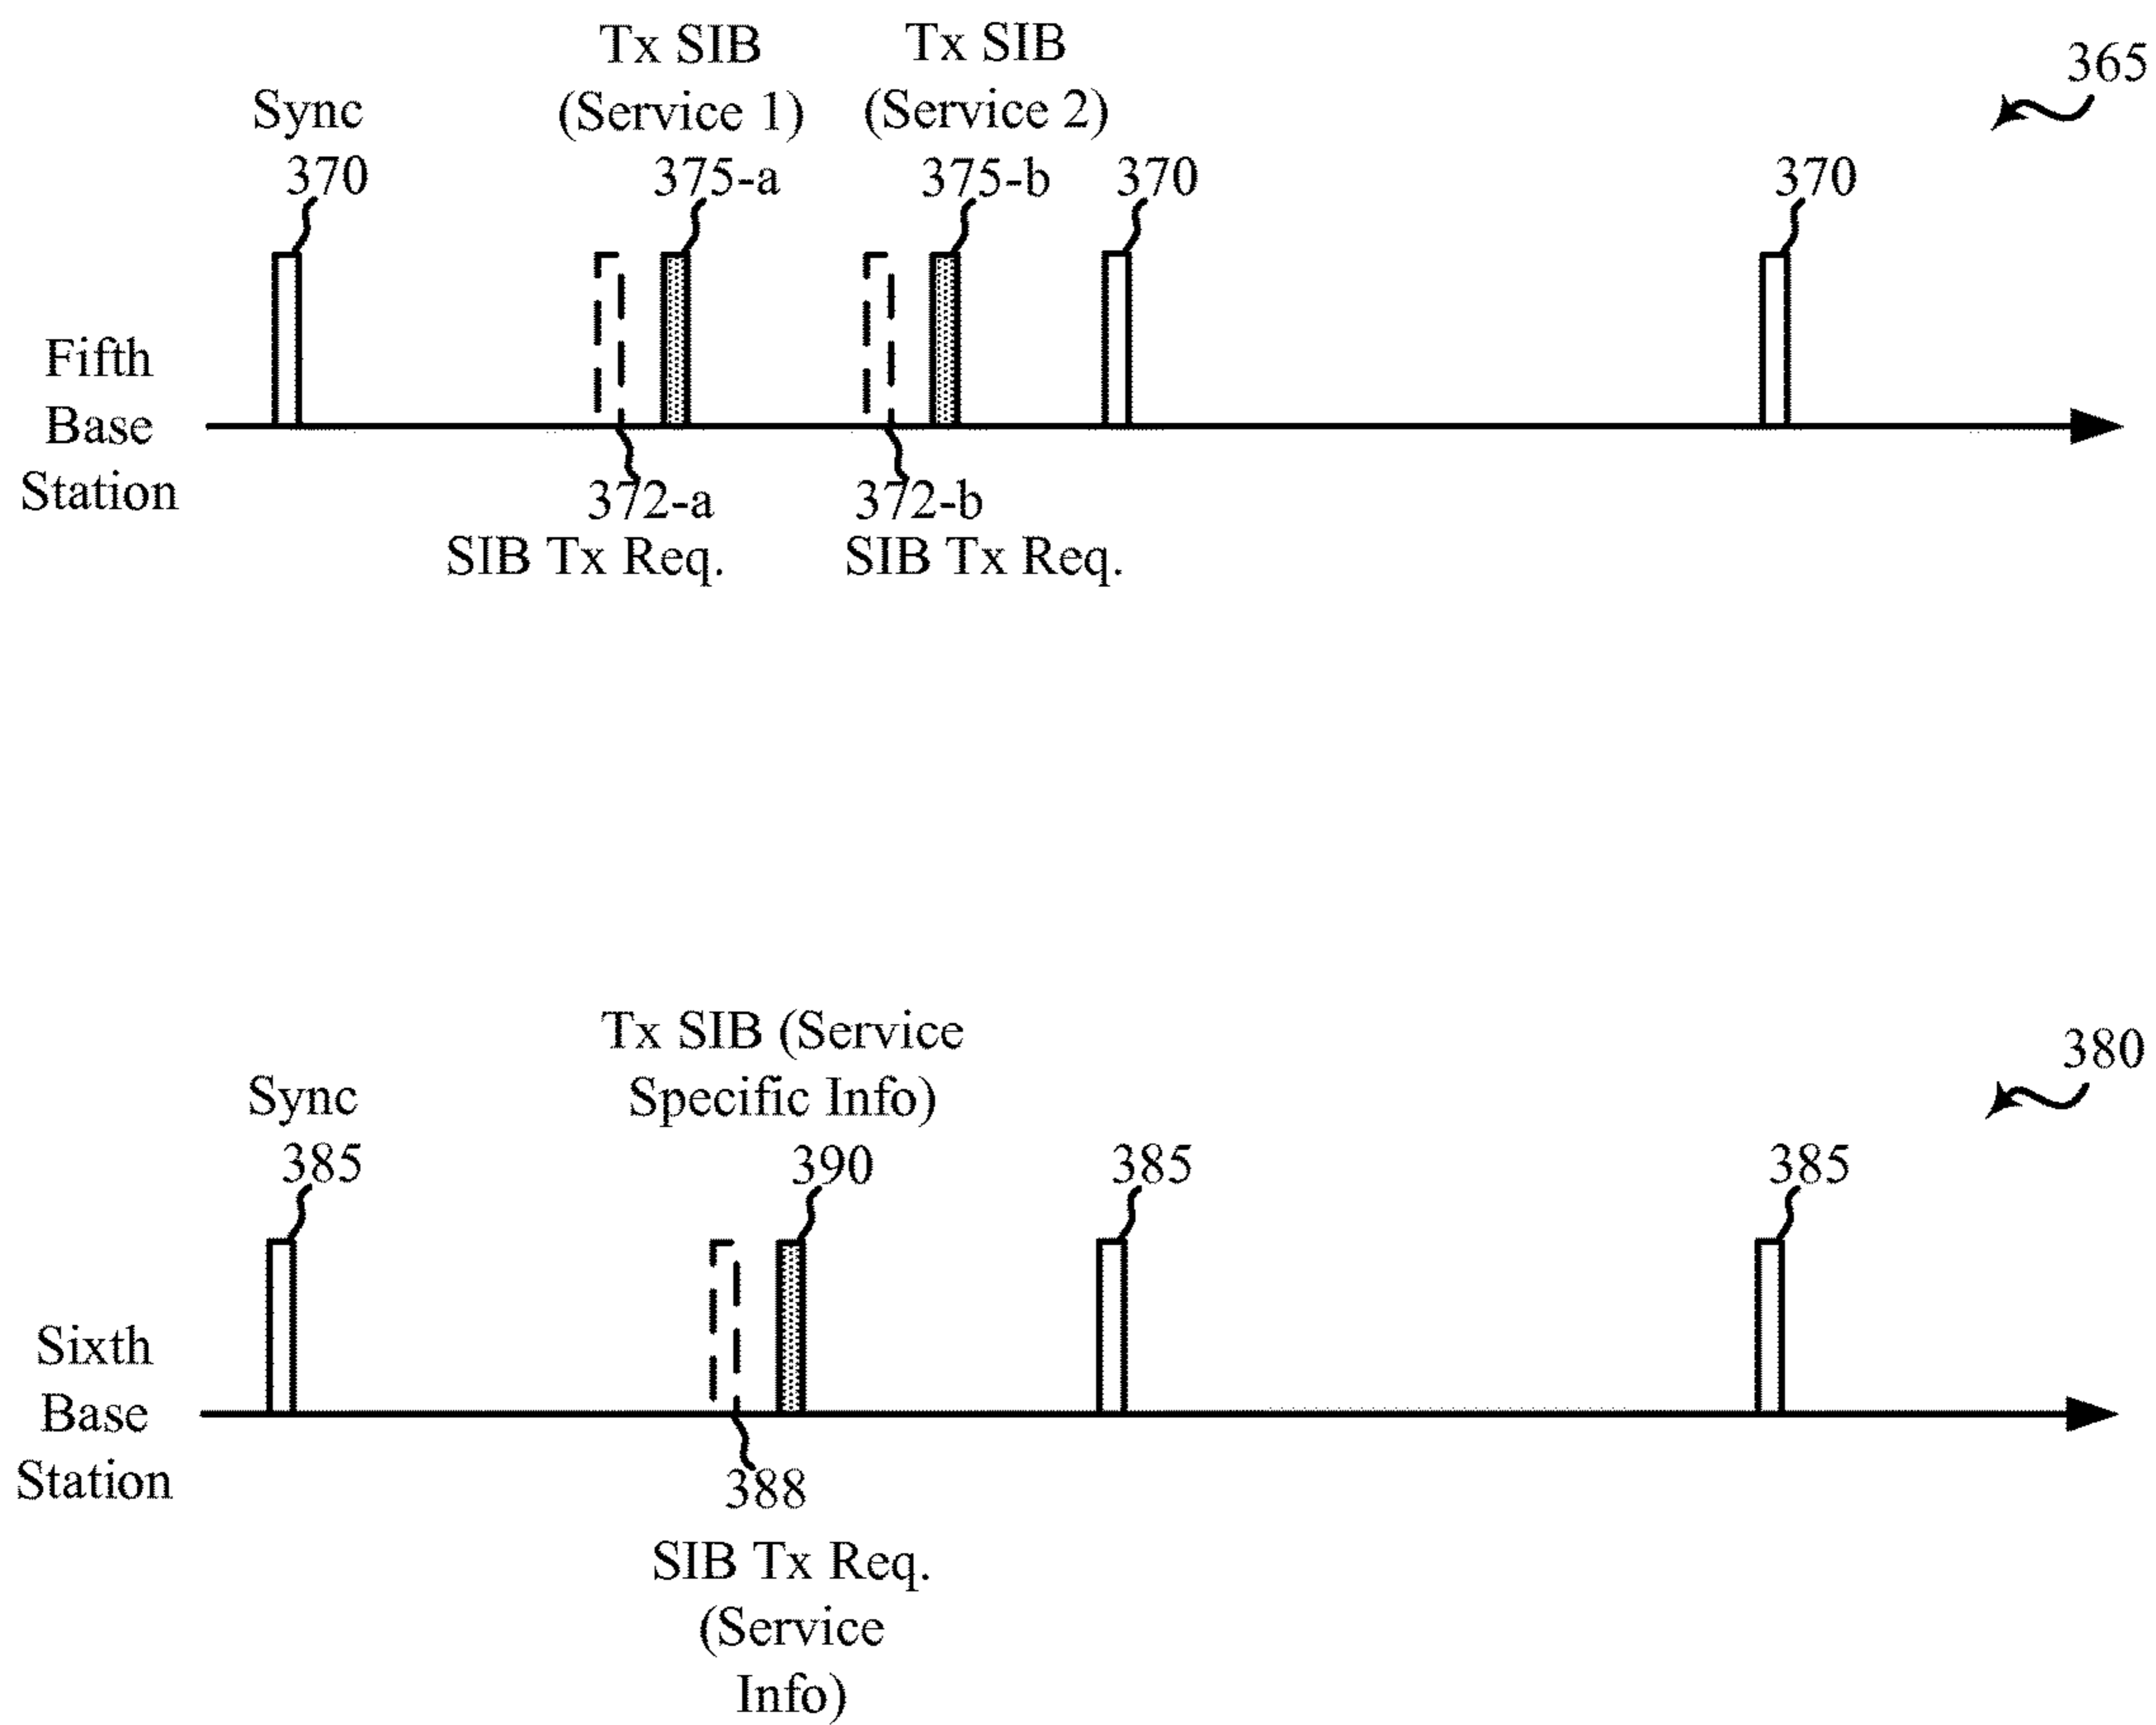 Tx SIB
(Service 1)
Tx SIB
(Service 2)
365
Sync
370
375-a
375-b
370
370
Fifth
Base
Station
372-a
SIB Tx Req.
372-b
SIB Tx Req.
Tx SIB (Service
Specific Info)
380
Sync
385
390
385
385
Sixth
Base
Station
388
SIB Tx Req.
(Service
Info)